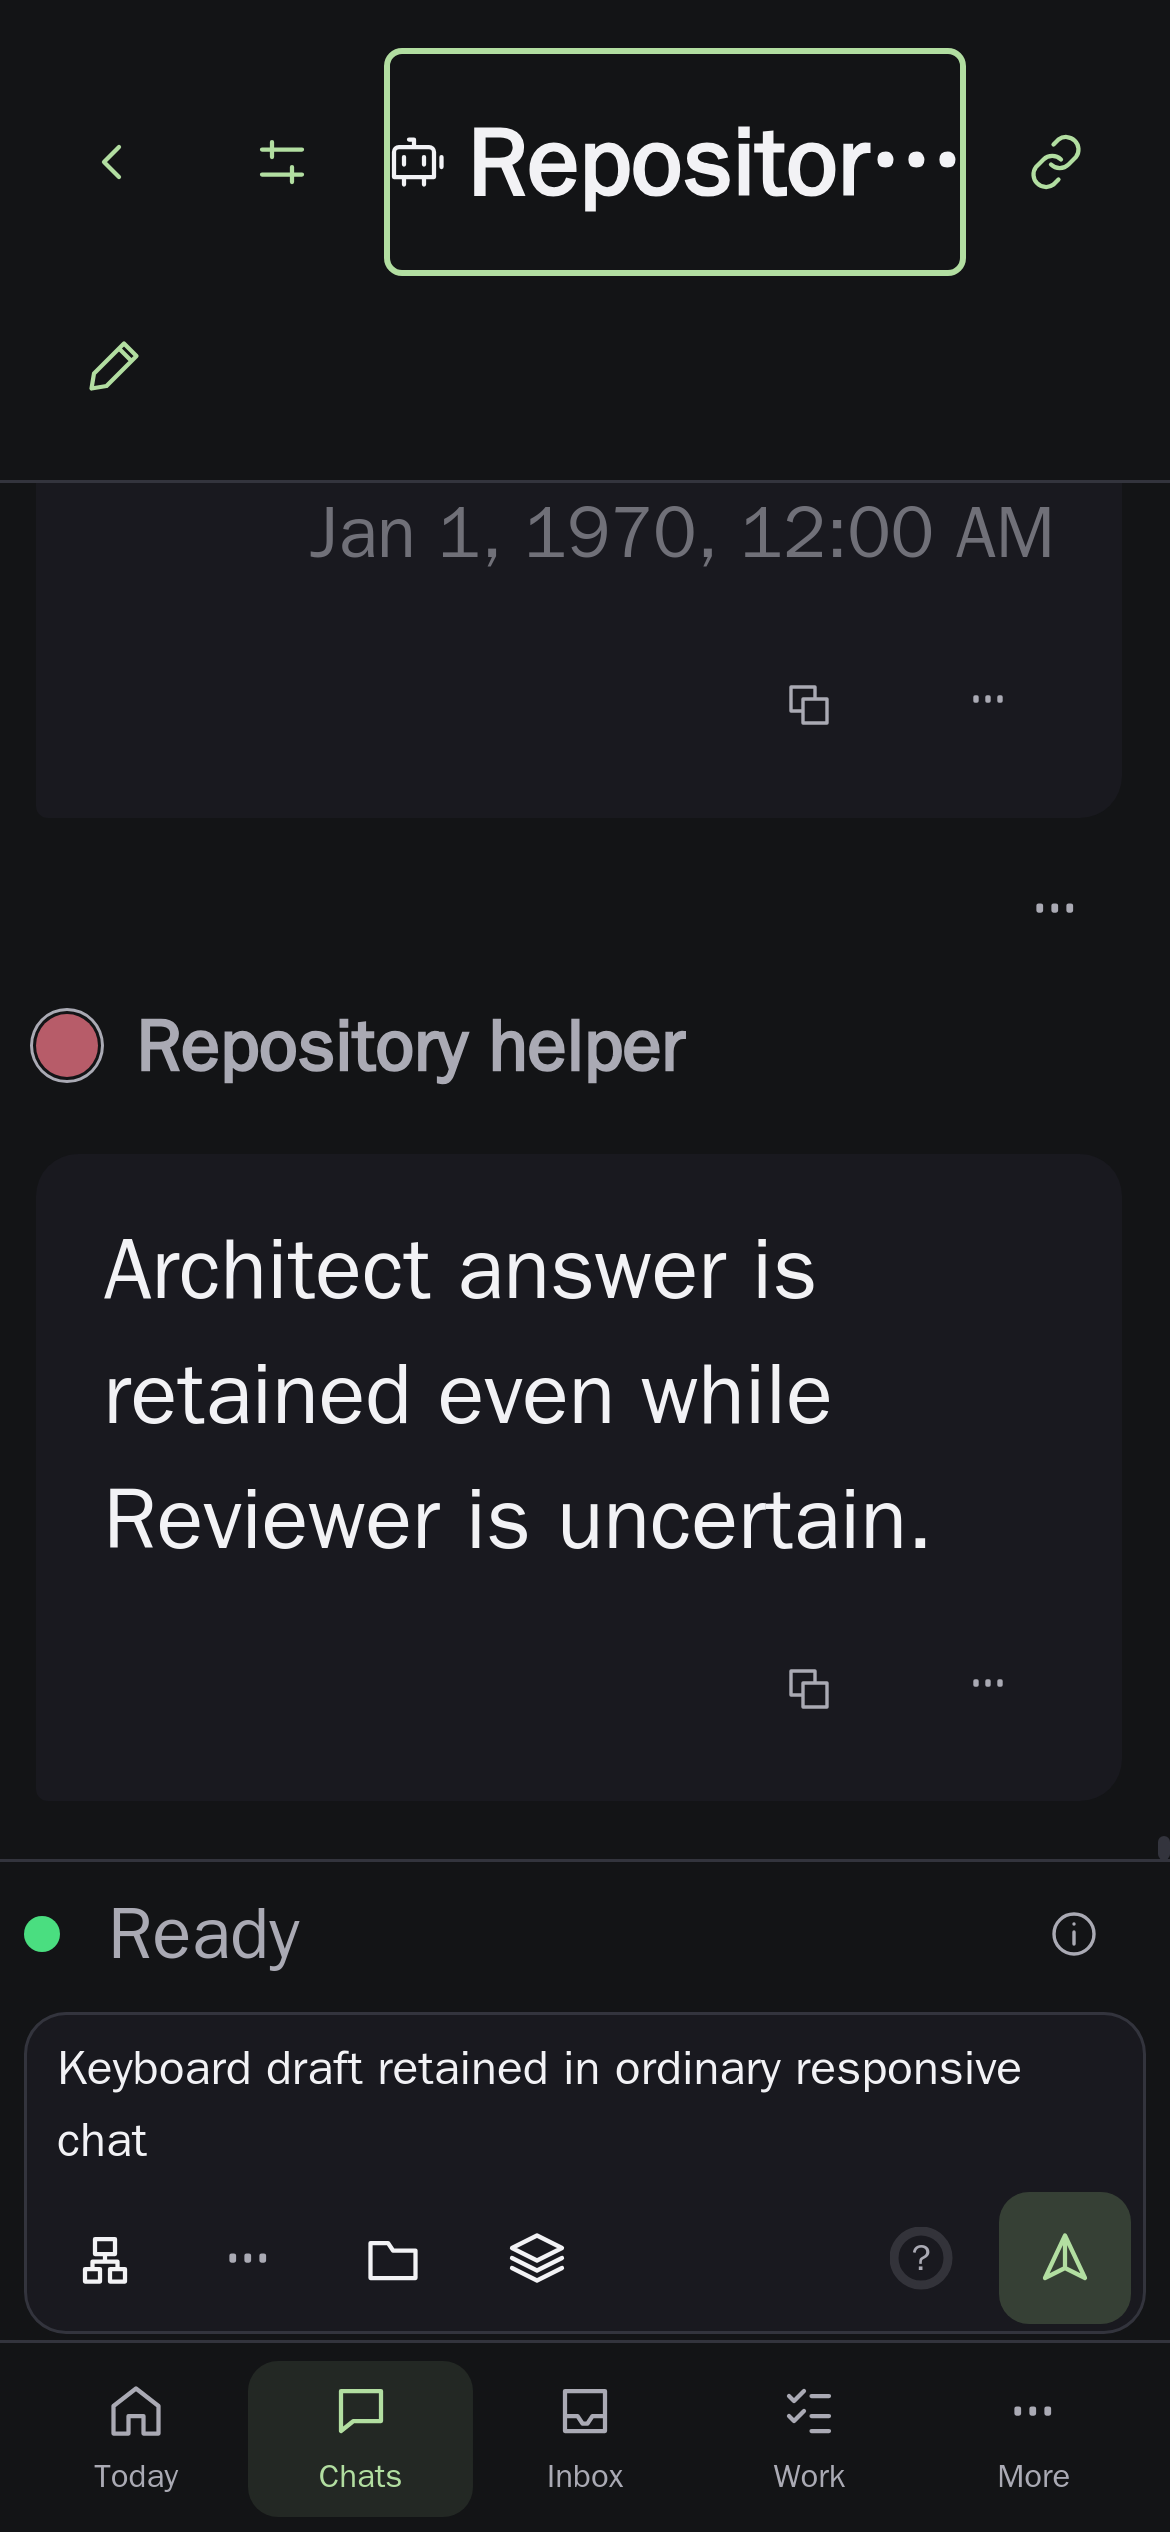 Repositor···
Jan 1, 1970, 12:00 AM
Repository helper
Architect answer is
retained even while
Reviewer is uncertain.
Ready
Keyboard draft retained in ordinary responsive
chat
?
Today
Chats
Inbox
Work
More